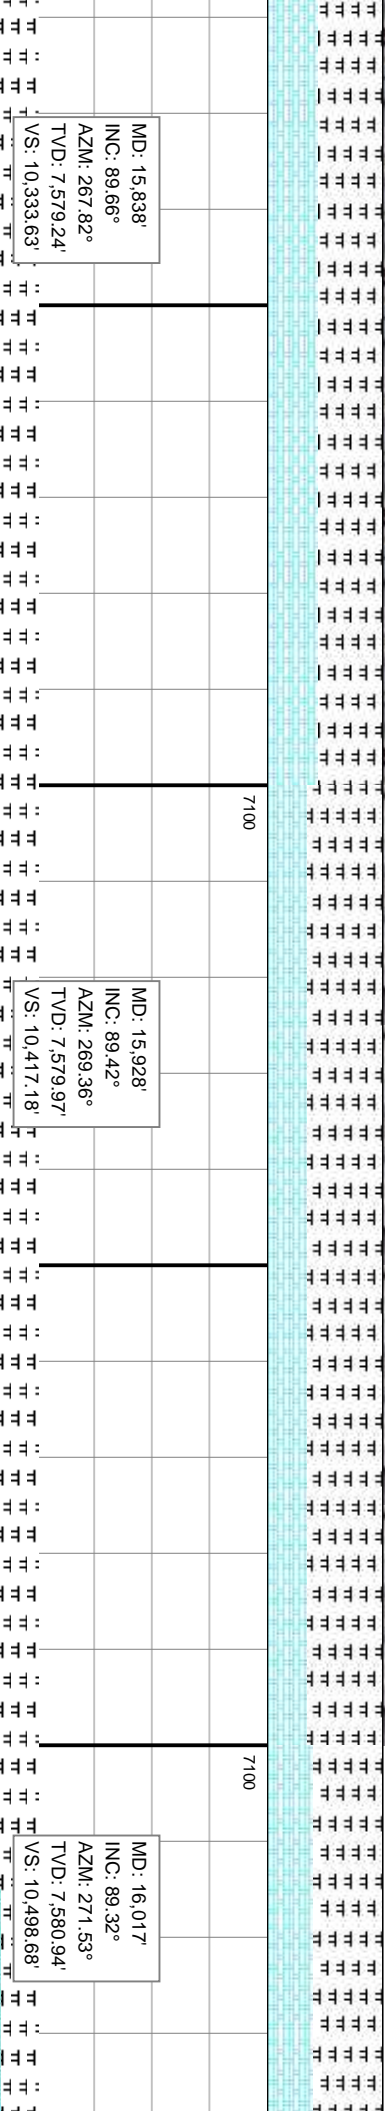 MD: 15,838'
INC: 89.66°
AZM: 267.82°
TVD: 7,579.24'
VS: 10,333.63'
7100
MD: 15,928'
INC: 89.42°
AZM: 269.36°
TVD: 7,579.97'
VS: 10,417.18'
7100
MD: 16,017'
INC: 89.32°
AZM: 271.53°
TVD: 7,580.94'
VS: 10,498.68'